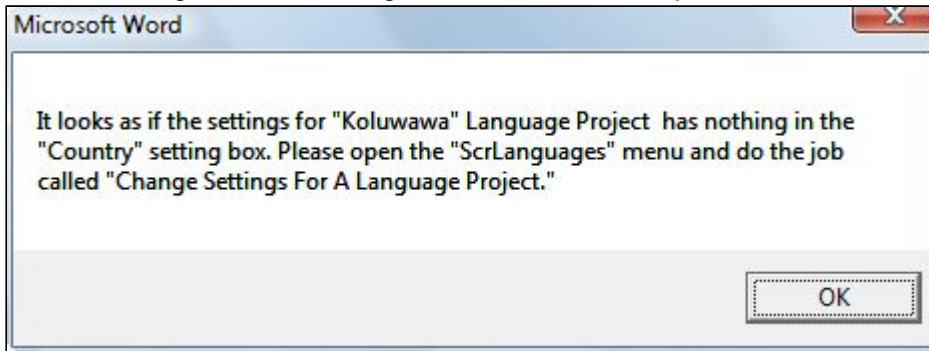 Microsoft Word
It looks as if the settings for "Koluwawa" Language Project  has nothing in the
"Country" setting box. Please open the "ScrLanguages" menu and do the job
called "Change Settings For A Language Project."
OK